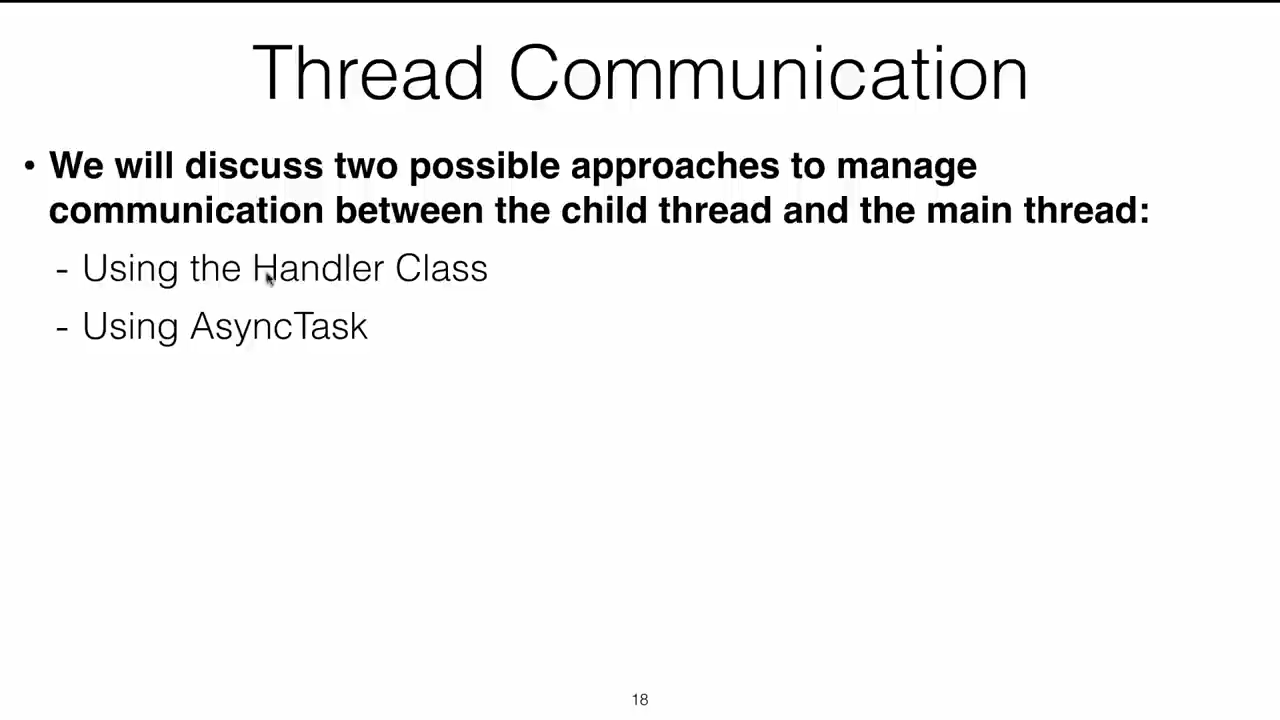 Thread Communication
• We will discuss two possible approaches to manage
communication between the child thread and the main thread:
- Using the Handler Class
- Using AsyncTask
18